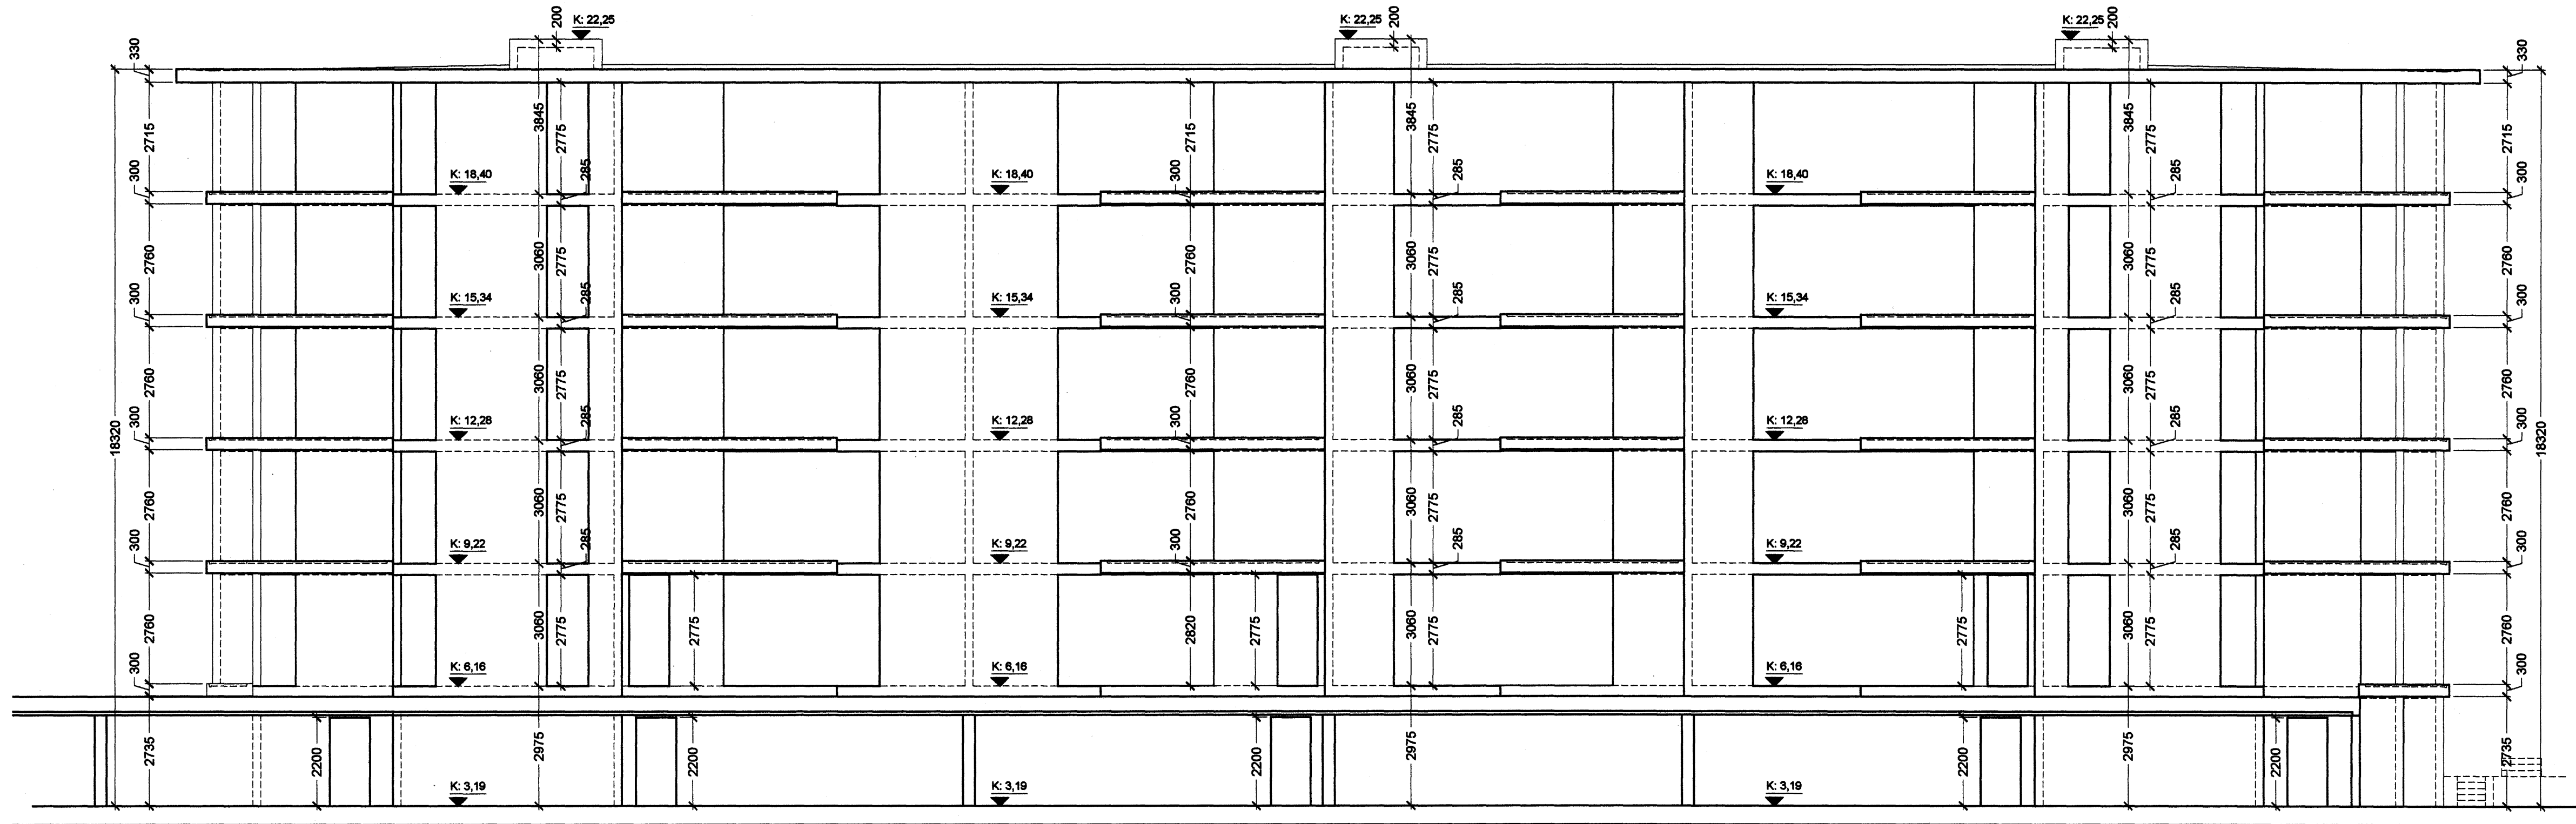 K: 22,25 200 K: 22,25 200 K: 22,25 200
330 330
3845 2775 2715 3845 2775 3845 2775
2715 2715
300 K: 18,40 285 K: 18,40 300 285 K: 18,40 285 300
2760 3060 2775 2760 3060 2775 3060 2775 2760
300 K: 15,34 285 K: 15,34 300 285 K: 15,34 285 300
2760 3060 2775 2760 3060 2775 3060 2775 2760
18320 300 K: 12,28 285 K: 12,28 300 285 K: 12,28 285 300 18320
2760 3060 2775 2760 3060 2775 3060 2775 2760
300 K: 9,22 285 K: 9,22 300 285 K: 9,22 285 300
2760 3060 2775 2775 2820 2775 3060 2775 2775 3060 2775 2760
300 K: 6,16 K: 6,16 K: 6,16 300
2735 2200 2975 2200 2200 2975 2200 2975 2200 2735
K: 3,19 K: 3,19 K: 3,19